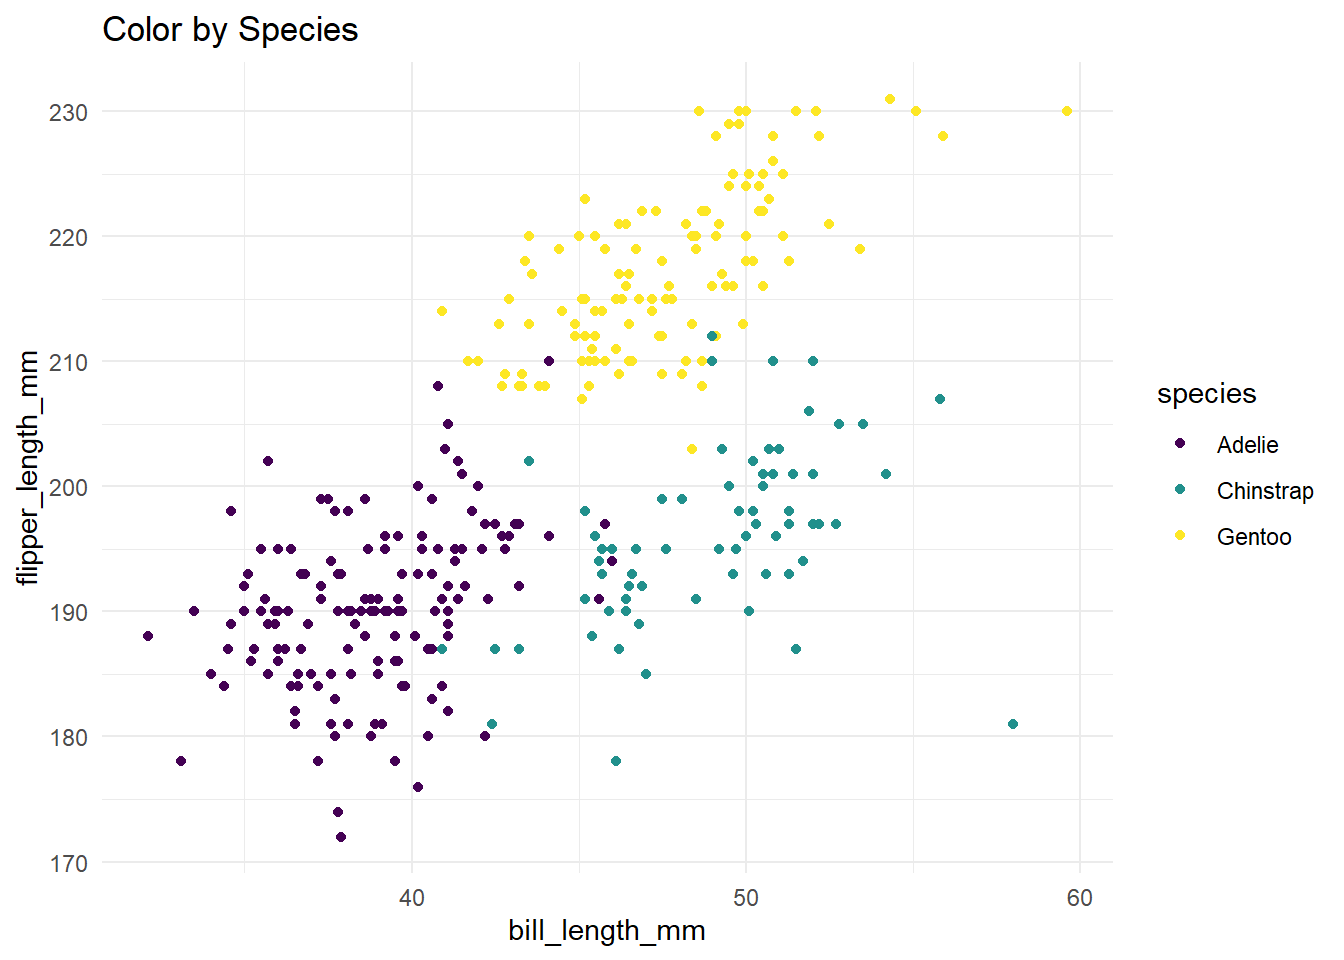 Color by Species
230
220
210
200
190
180
170
flipper_length_mm
40
50
60
bill_length_mm
species
Adelie
Chinstrap
Gentoo